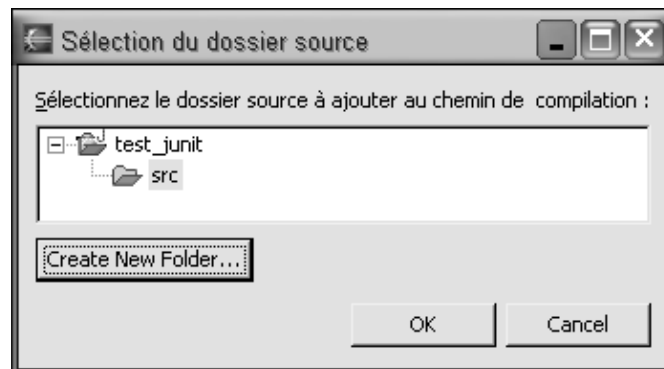 Sélection du dossier source
Sélectionnez le dossier source à ajouter au chemin de compilation :
test_junit
src
Create New Folder...
OK Cancel